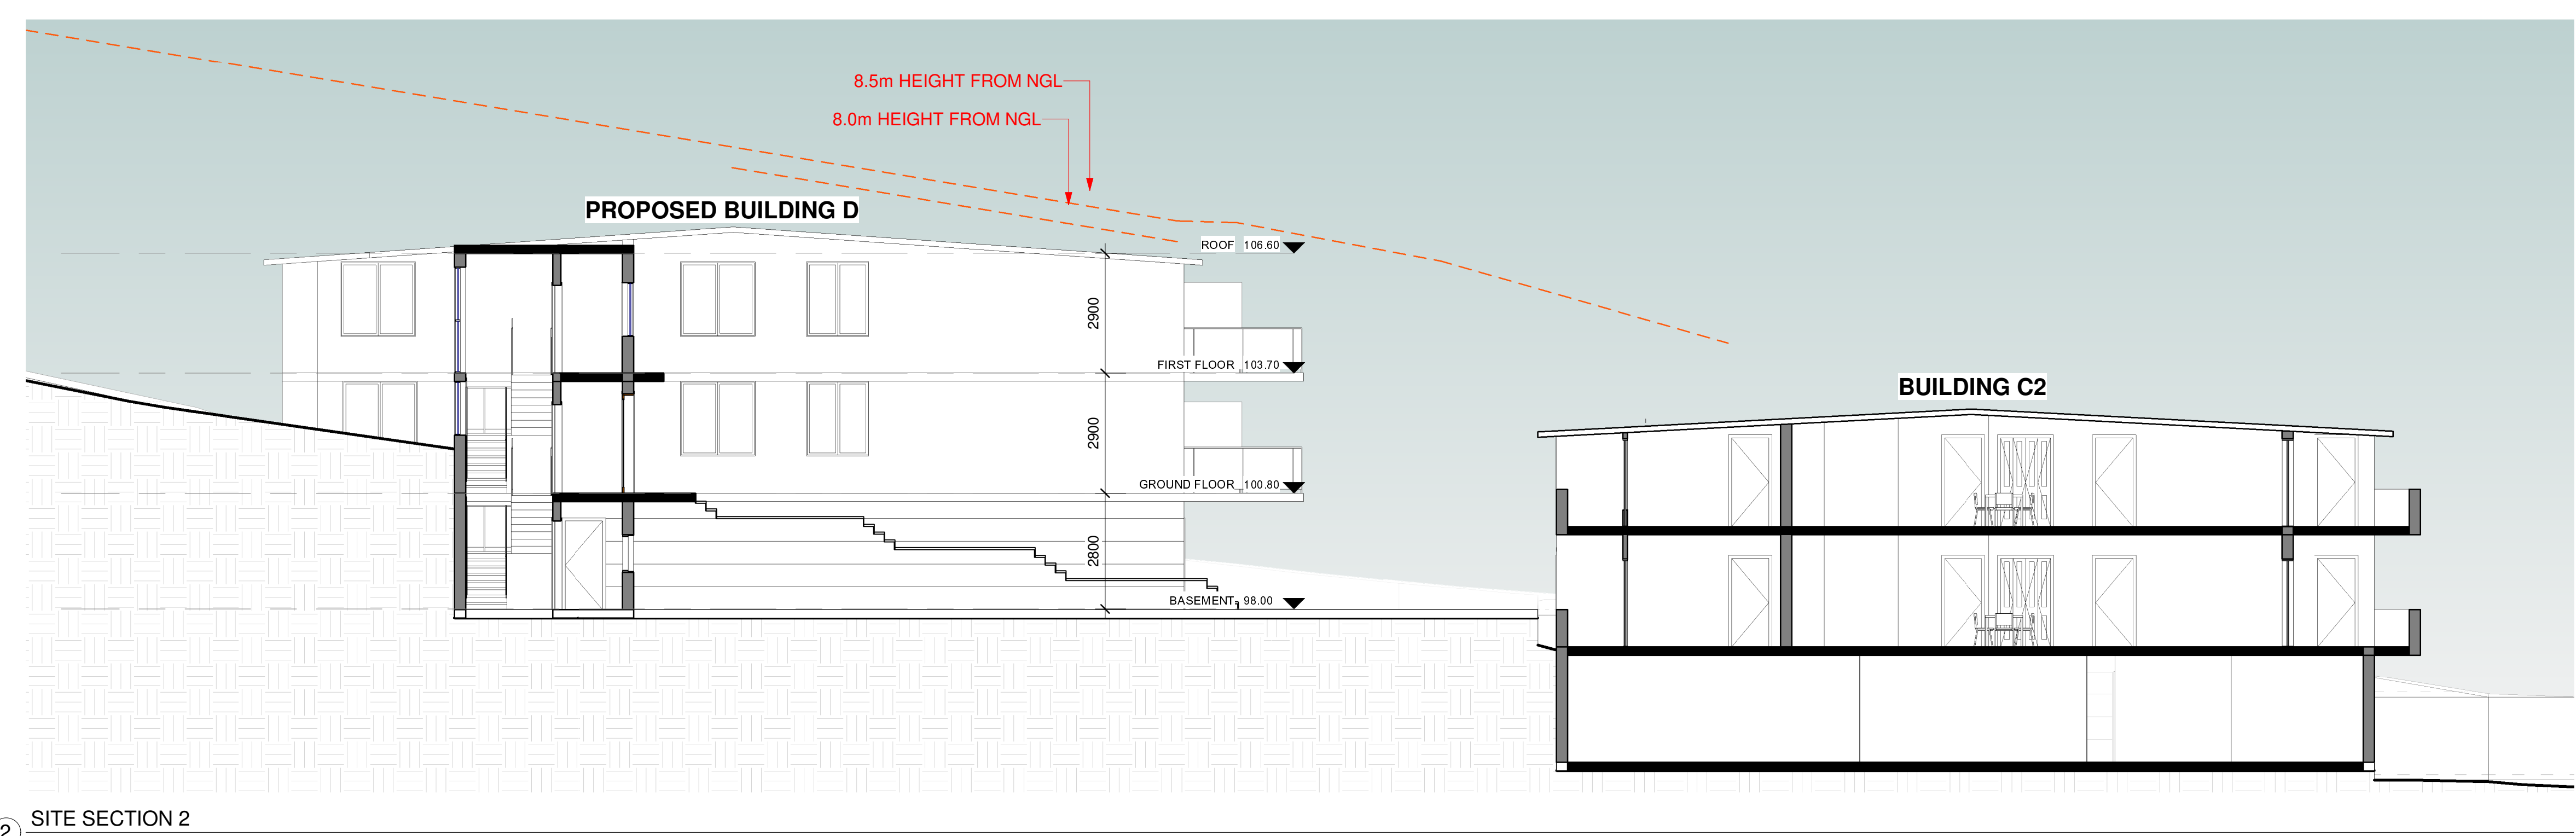 8.5m HEIGHT FROM NGL
8.0m HEIGHT FROM NGL
PROPOSED BUILDING D
ROOF 106.60
2900
FIRST FLOOR 103.70
BUILDING C2
2900
GROUND FLOOR 100.80
2800
BASEMENT 98.00
SITE SECTION 2
2